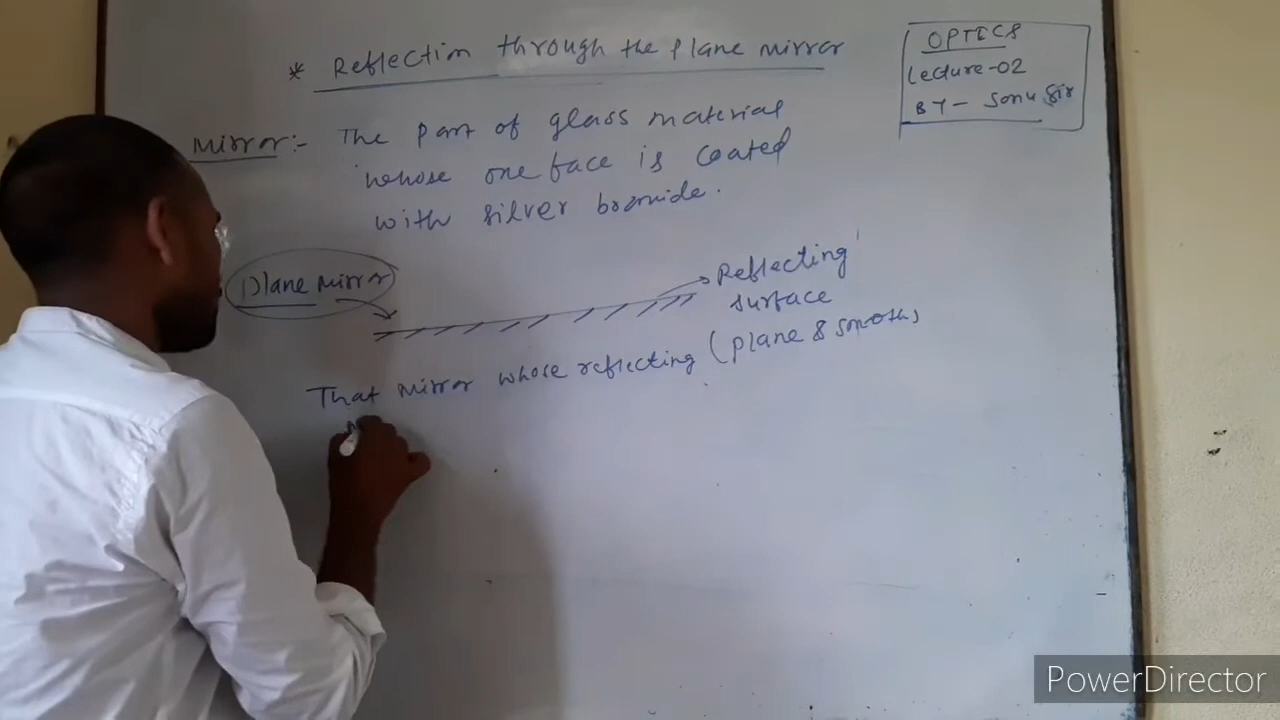 * Reflection through the plane mirror
OPTICS
Lecture-02
BY- Sonu Sir
Mirror:- The part of glass material
whose one face is coated
with silver bromide.
Plane mirror
Reflecting
surface
That mirror whose reflecting (plane & smooth)
PowerDirector